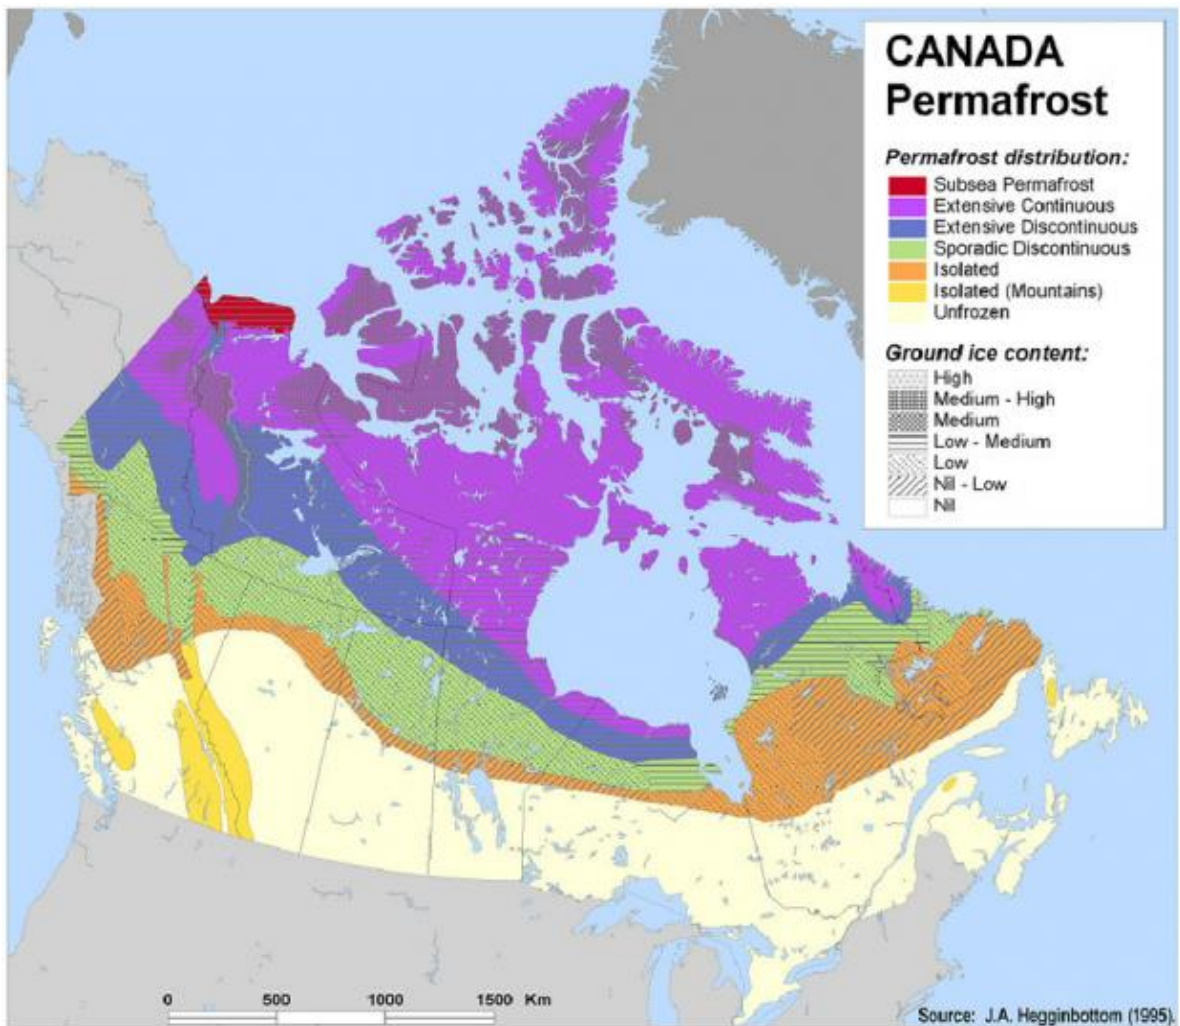 CANADA
Permafrost
Permafrost distribution:
Subsea Permafrost
Extensive Continuous
Extensive Discontinuous
Sporadic Discontinuous
Isolated
Isolated (Mountains)
Unfrozen
Ground ice content:
High
Medium - High
Medium
Low - Medium
Low
Nil - Low
Nil
0 500 1000 1500 Km
Source: J.A. Hegginbottom (1995).